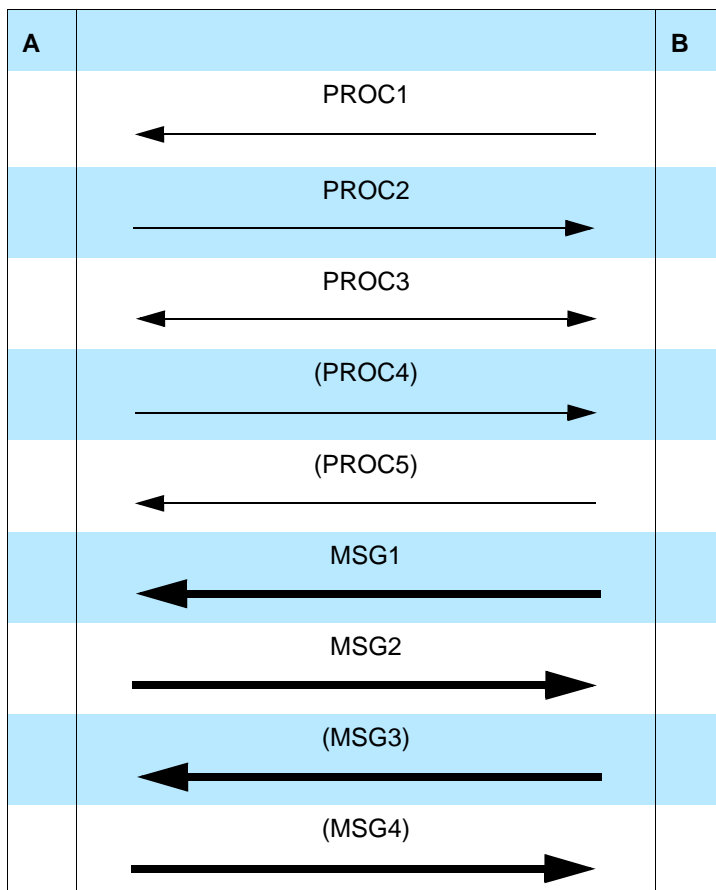 A B
PROC1
PROC2
PROC3
(PROC4)
(PROC5)
MSG1
MSG2
(MSG3)
(MSG4)